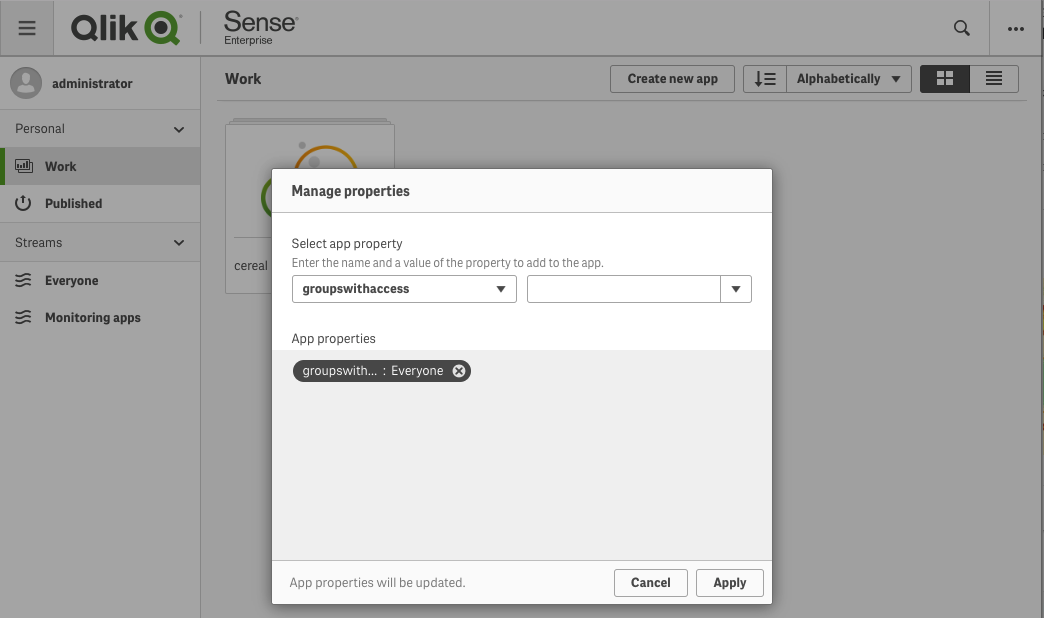 Qlik Sense
Enterprise
administrator
Personal
Work
Published
Streams
Everyone
Monitoring apps
Work
Create new app
Alphabetically
cereal
Manage properties
Select app property
Enter the name and a value of the property to add to the app.
groupswithaccess
App properties
groupswith... : Everyone
App properties will be updated.
Cancel
Apply